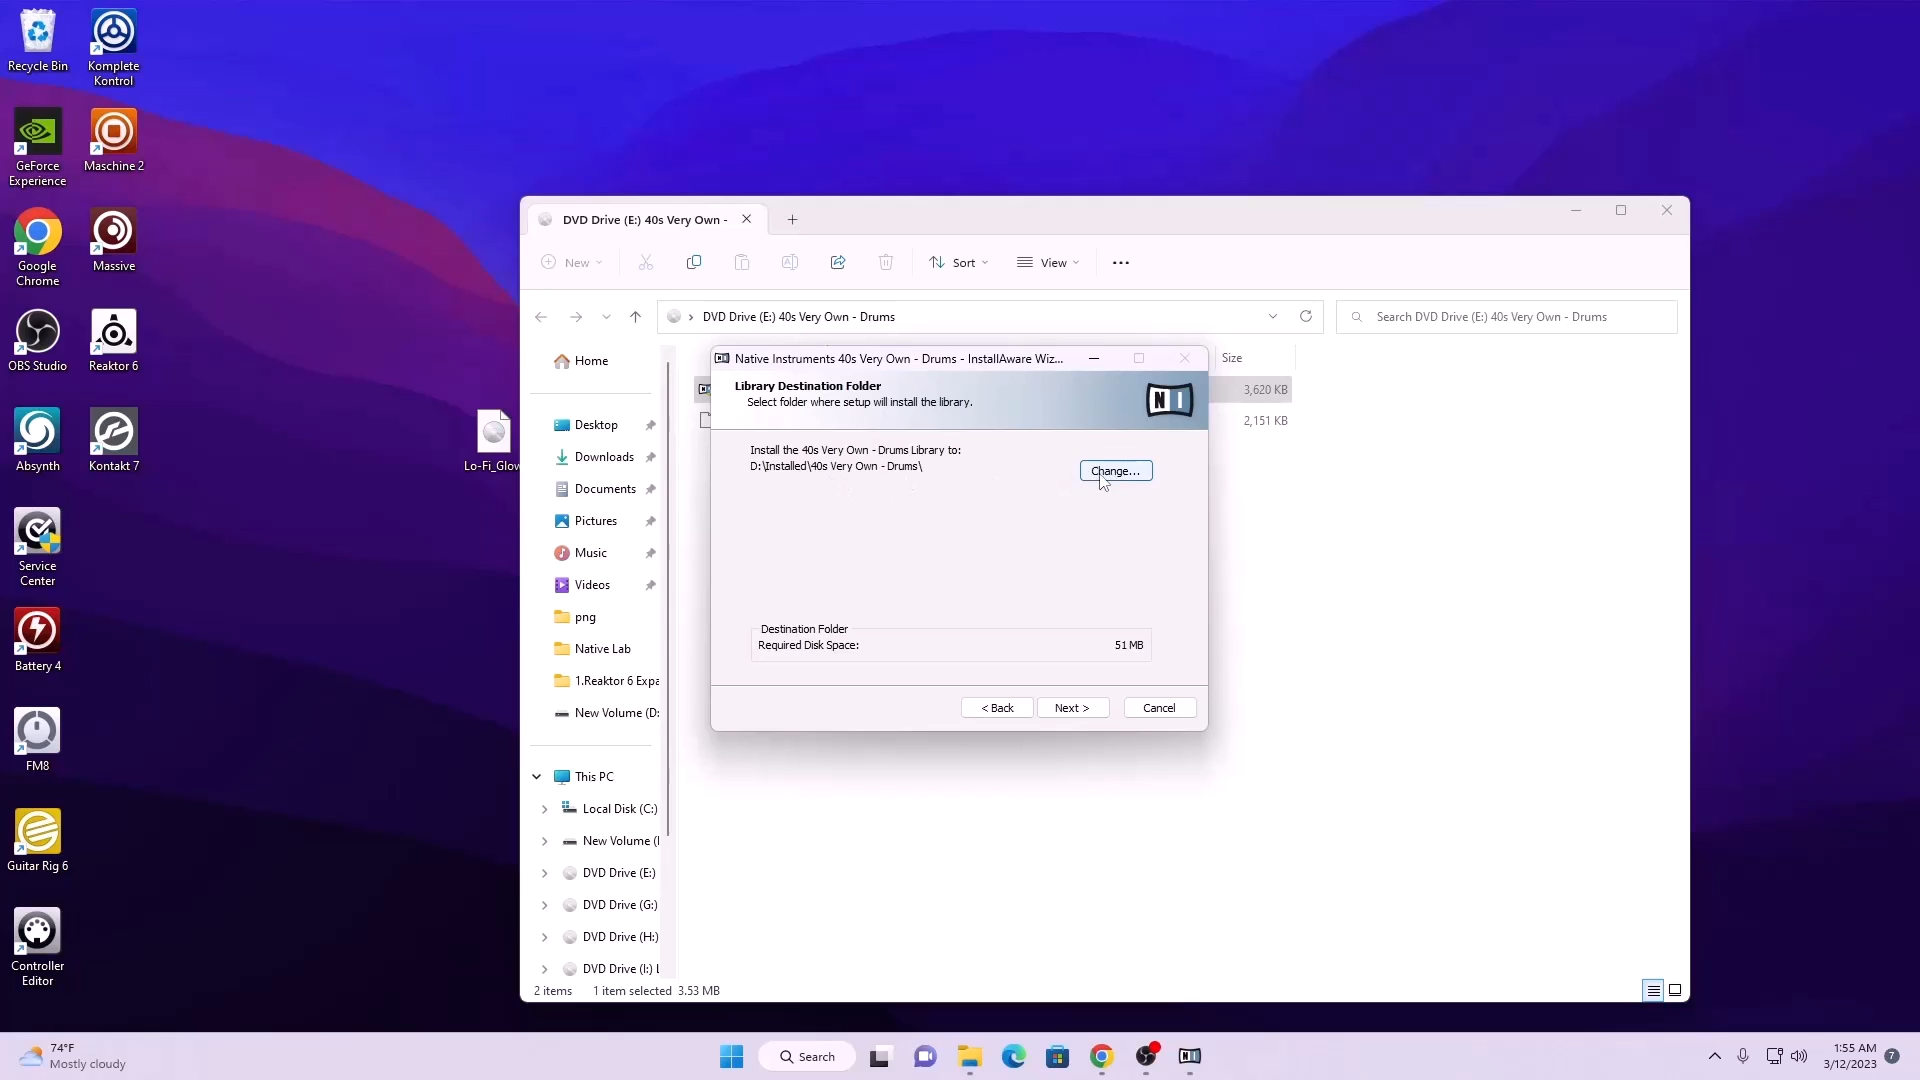 Recycle Bin
Komplete
Kontrol
GeForce
Experience
Maschine 2
Google
Chrome
Massive
OBS Studio
Reaktor 6
Absynth
Kontakt 7
Service
Center
Battery 4
FM8
Guitar Rig 6
Controller
Editor
Lo-Fi_Glow
DVD Drive (E:) 40s Very Own -
New
Sort
View
DVD Drive (E:) 40s Very Own - Drums
Search DVD Drive (E:) 40s Very Own - Drums
Home
Desktop
Downloads
Documents
Pictures
Music
Videos
png
Native Lab
1.Reaktor 6 Expa
New Volume (D:
This PC
Local Disk (C:)
New Volume (
DVD Drive (E:)
DVD Drive (G:)
DVD Drive (H:)
DVD Drive (I:) L
Size
3,620 KB
2,151 KB
Native Instruments 40s Very Own - Drums - InstallAware Wiz...
Library Destination Folder
Select folder where setup will install the library.
NI
Install the 40s Very Own - Drums Library to:
D:\Installed\40s Very Own - Drums\
Change...
Destination Folder
Required Disk Space:
51 MB
< Back
Next >
Cancel
2 items
1 item selected 3.53 MB
74°F
Mostly cloudy
Search
NI
1:55 AM
3/12/2023
7